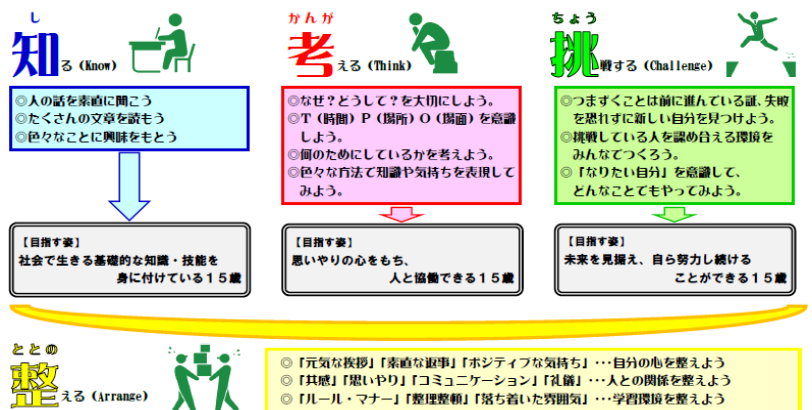 し
知る (Know)
◎人の話を素直に聞こう
◎たくさんの文章を読もう
◎色々なことに興味をもとう
【目指す姿】
社会で生きる基礎的な知識・技能を
身に付けている15歳
かんが
考える (Think)
◎なぜ?どうして?を大切にしよう。
◎T(時間)P(場所)O(場面)を意識
しよう。
◎何のためにしているかを考えよう。
◎色々な方法で知識や気持ちを表現して
みよう。
【目指す姿】
思いやりの心をもち、
人と協働できる15歳
ちょう
挑戦する (Challenge)
◎つまずくことは前に進んでいる証、失敗
を恐れずに新しい自分を見つけよう。
◎挑戦している人を認め合える環境を
みんなでつくろう。
◎「なりたい自分」を意識して、
どんなことでもやってみよう。
【目指す姿】
未来を見据え、自ら努力し続ける
ことができる15歳
ととの
整える (Arrange)
◎「元気な挨拶」「素直な返事」「ポジティブな気持ち」・・・自分の心を整えよう
◎「共感」「思いやり」「コミュニケーション」「礼儀」・・・人との関係を整えよう
◎「ルール・マナー」「整理整頓」「落ち着いた雰囲気」・・・学習環境を整えよう